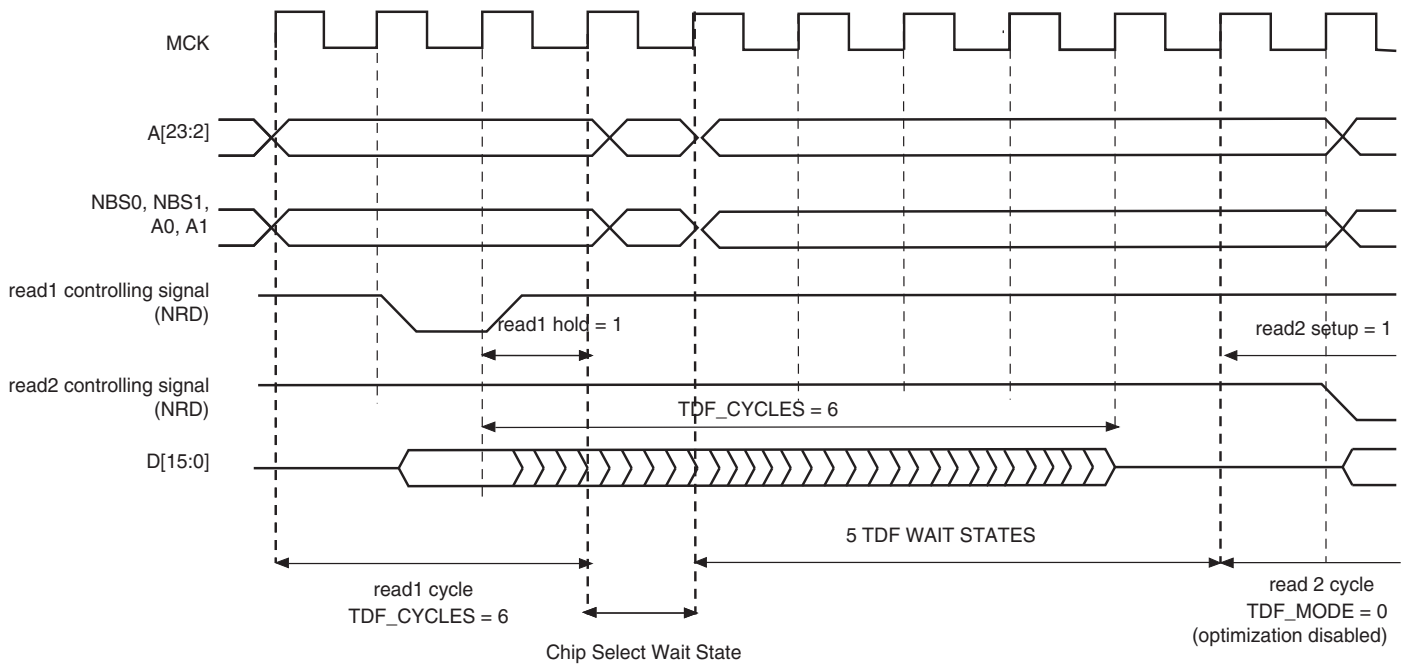 MCK
A[23:2]
NBS0, NBS1,
A0, A1
read1 controlling signal
(NRD)
read1 hold = 1
read2 setup = 1
read2 controlling signal
(NRD)
TDF_CYCLES = 6
D[15:0]
5 TDF WAIT STATES
read1 cycle
TDF_CYCLES = 6
read 2 cycle
TDF_MODE = 0
(optimization disabled)
Chip Select Wait State